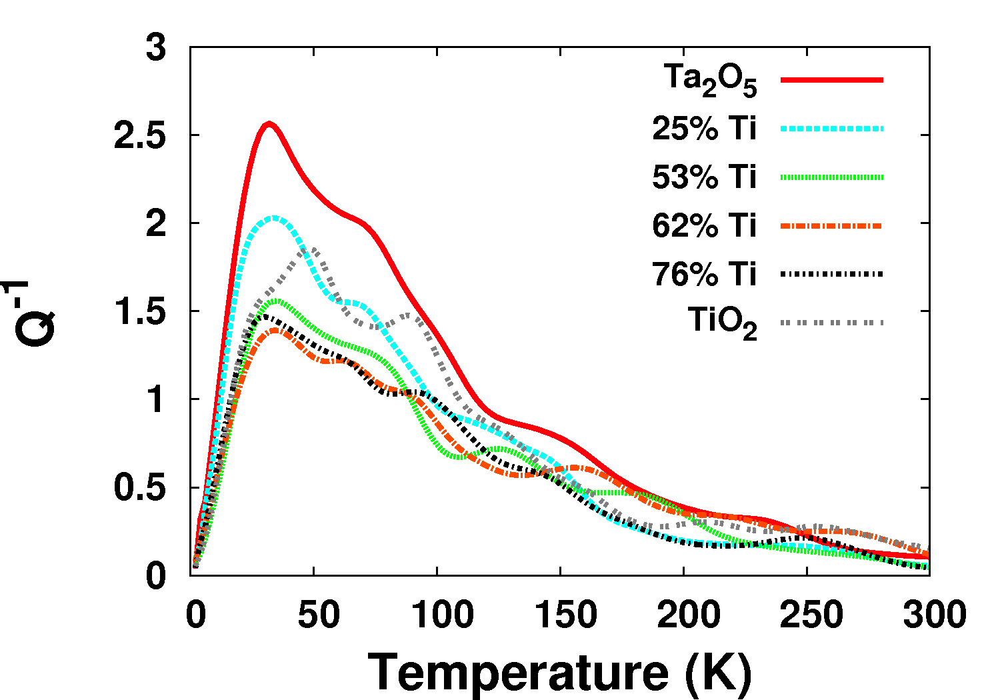 3
2.5
2
1.5
1
0.5
0
0 50 100 150 200 250 300
Q⁻¹
Temperature (K)
Ta₂O₅
25% Ti
53% Ti
62% Ti
76% Ti
TiO₂